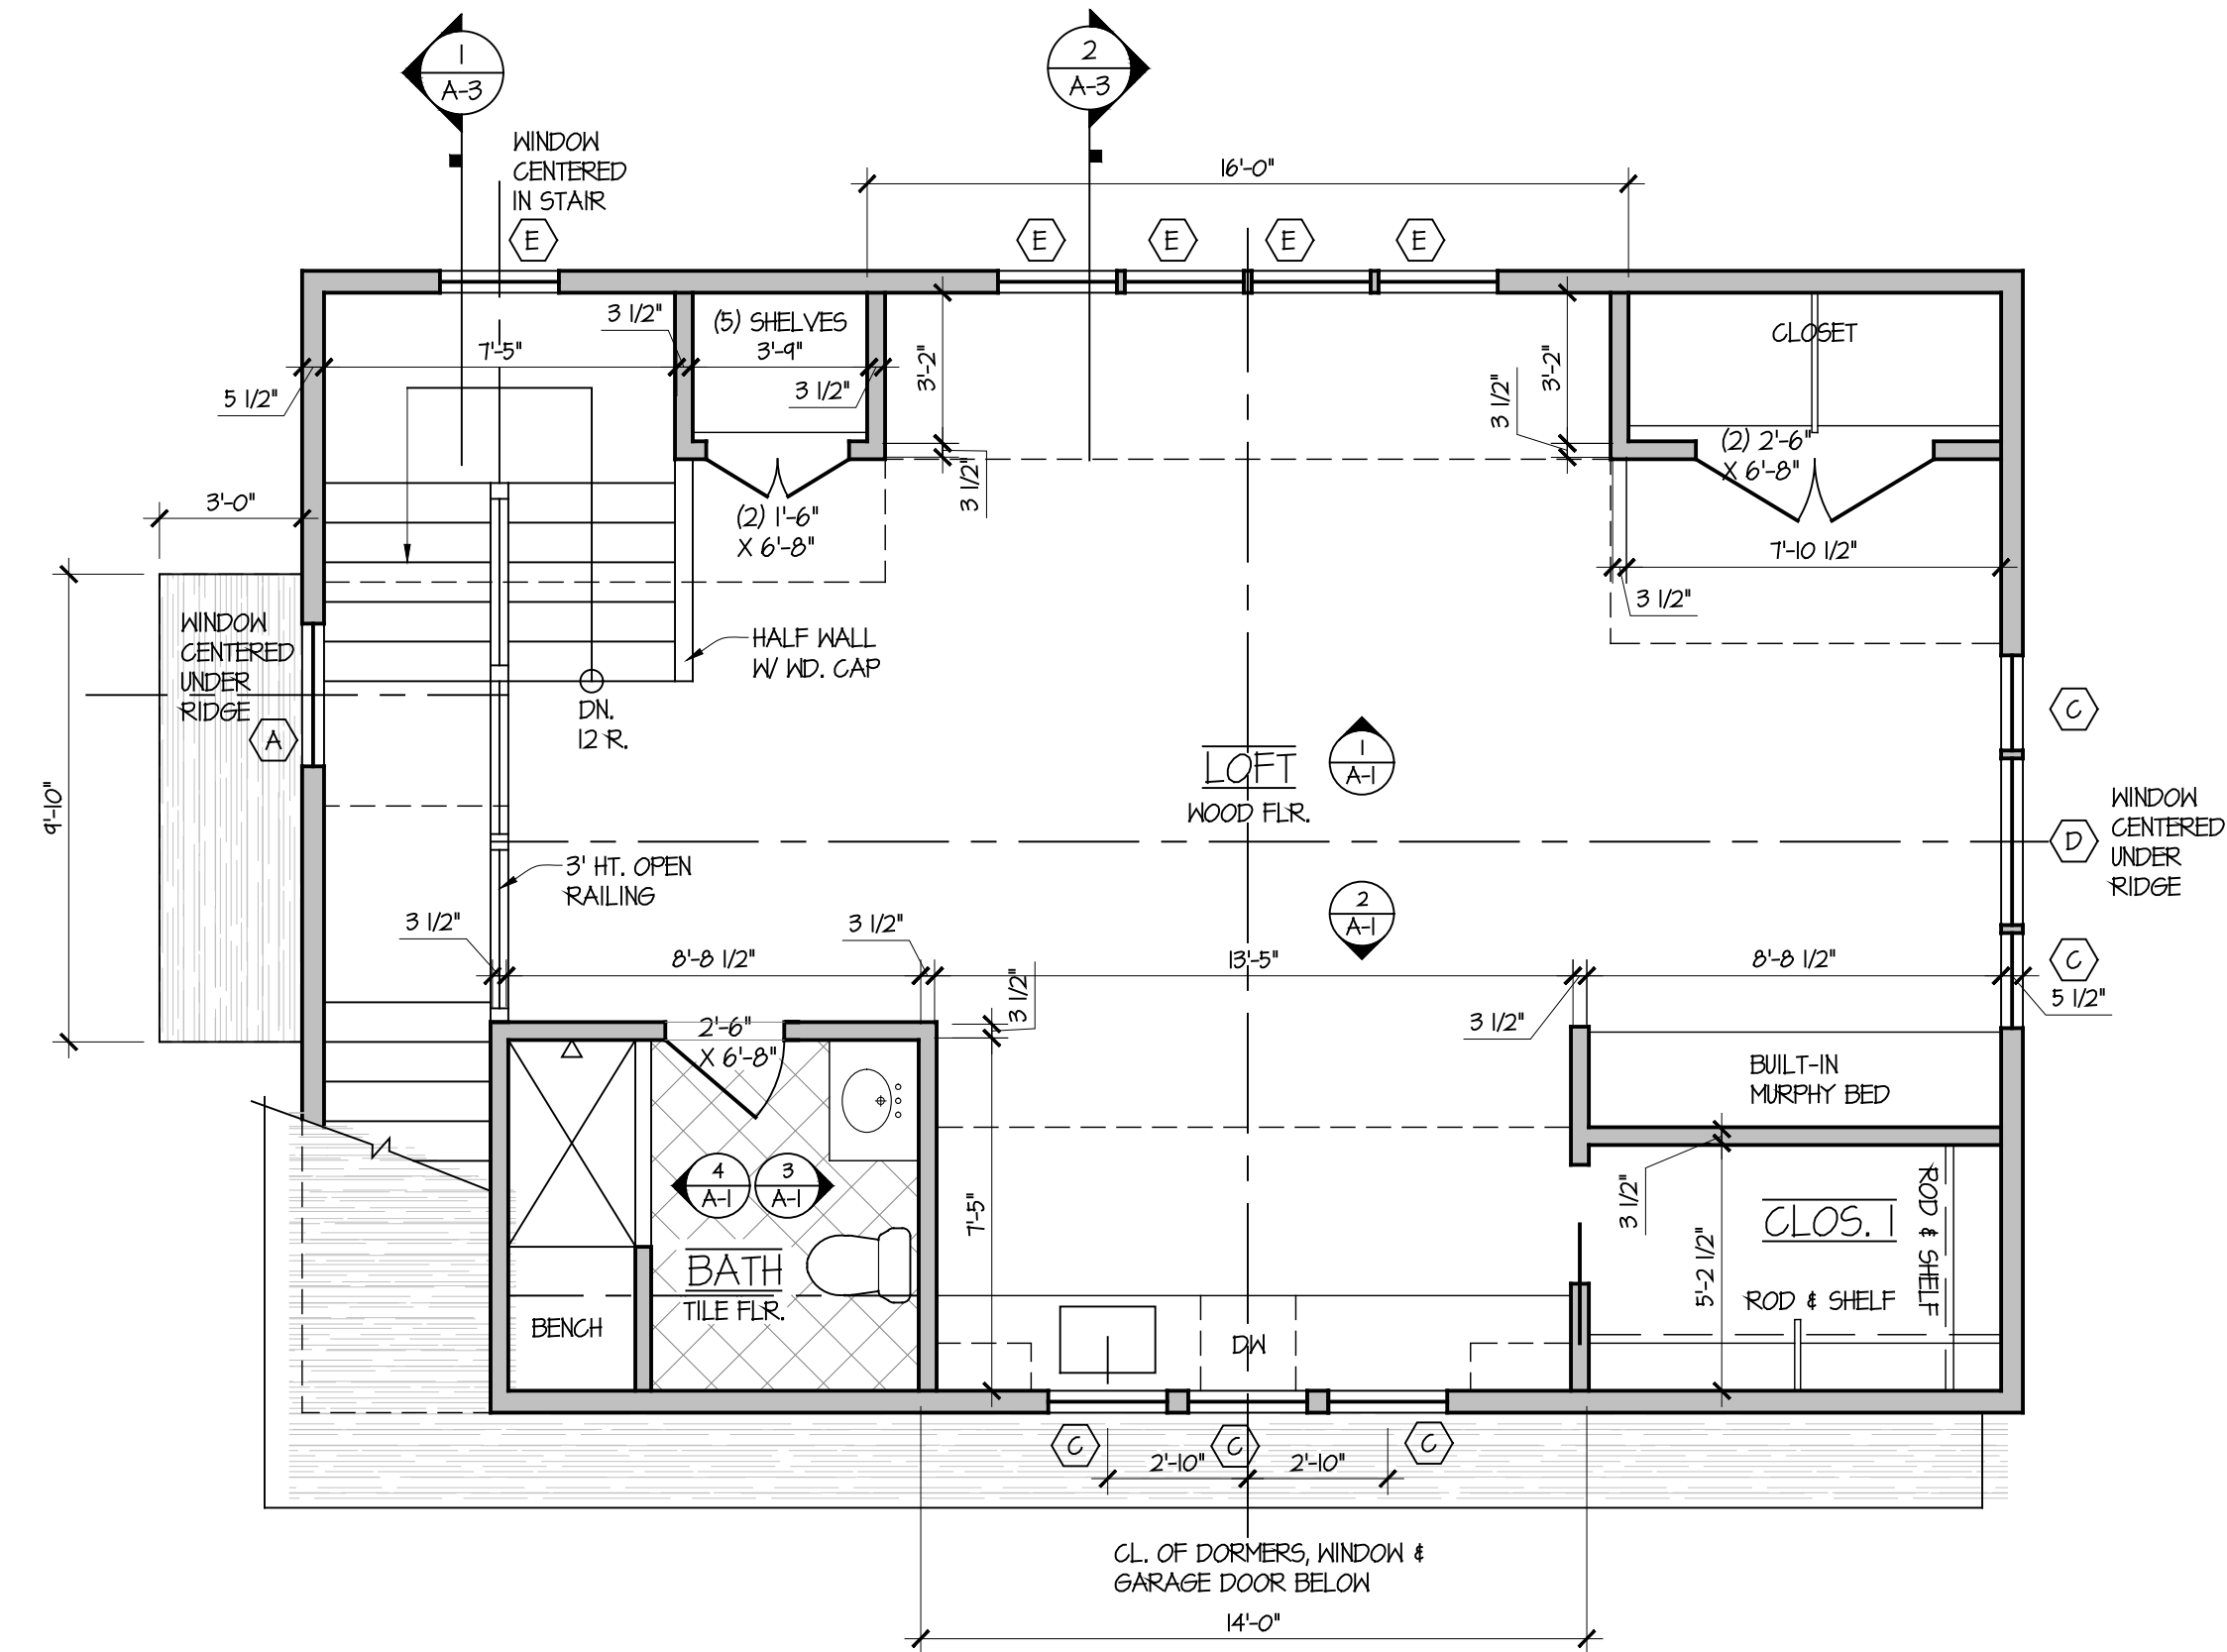 1
A-3
2
A-3
WINDOW
CENTERED
IN STAIR
16'-0"
E
E
E
E
E
3 1/2"
(5) SHELVES
CLOSET
7'-5"
3'-9"
3'-2"
3'-2"
5 1/2"
3 1/2"
3 1/2"
(2) 2'-6"
X 6'-8"
3 1/2"
3'-0"
(2) 1'-6"
X 6'-8"
7'-10 1/2"
3 1/2"
WINDOW
CENTERED
UNDER
RIDGE
A
HALF WALL
W/ WD. CAP
DN.
12 R.
C
1
A-1
LOFT
WOOD FLR.
9'-10"
D
WINDOW
CENTERED
UNDER
RIDGE
3' HT. OPEN
RAILING
2
A-1
3 1/2"
3 1/2"
8'-8 1/2"
13'-5"
8'-8 1/2"
C
3 1/2"
5 1/2"
3 1/2"
2'-6"
X 6'-8"
BUILT-IN
MURPHY BED
4
A-1
3
A-1
7'-5"
3 1/2"
CLOS. 1
ROD & SHELF
BATH
TILE FLR.
5'-2 1/2"
ROD & SHELF
BENCH
DW
C
C
C
2'-10"
2'-10"
CL. OF DORMERS, WINDOW &
GARAGE DOOR BELOW
14'-0"